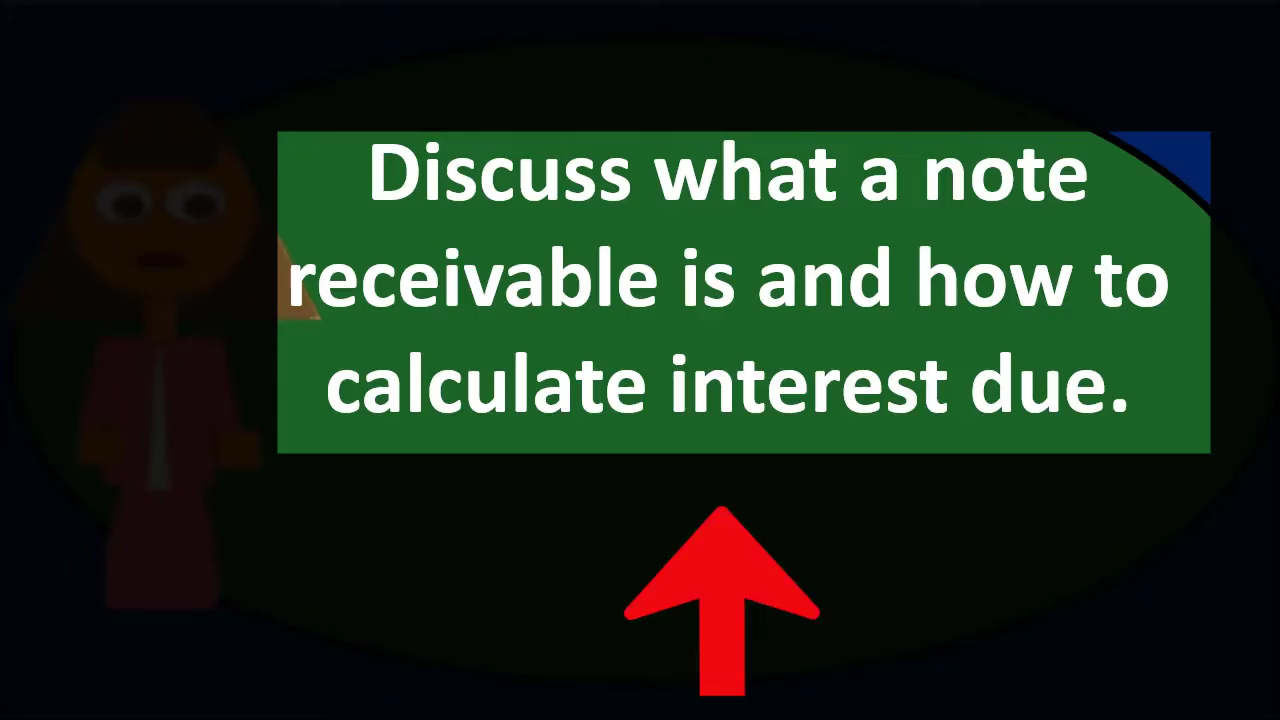 Discuss what a note
receivable is and how to
calculate interest due.